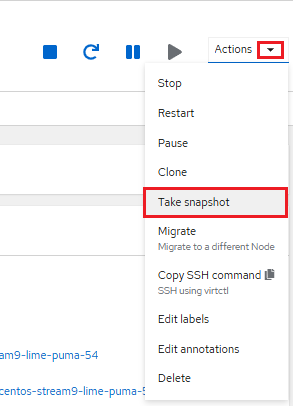 Actions
Stop
Restart
Pause
Clone
Take snapshot
Migrate
Migrate to a different Node
Copy SSH command
SSH using virtctl
Edit labels
am9-lime-puma-54
Edit annotations
Delete
centos-stream9-lime-puma-5